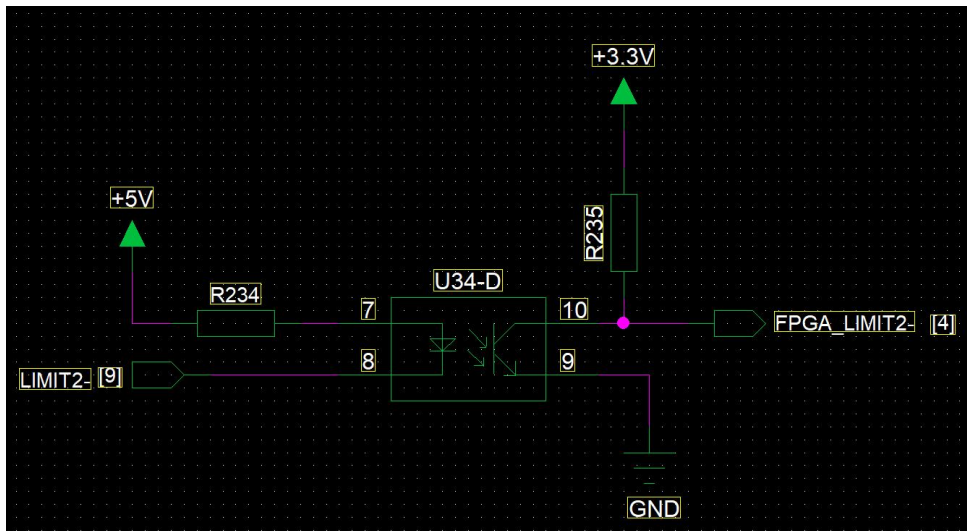 +3.3V
+5V
R235
U34-D
R234
7
10
FPGA_LIMIT2- [4]
8
9
LIMIT2- [9]
GND